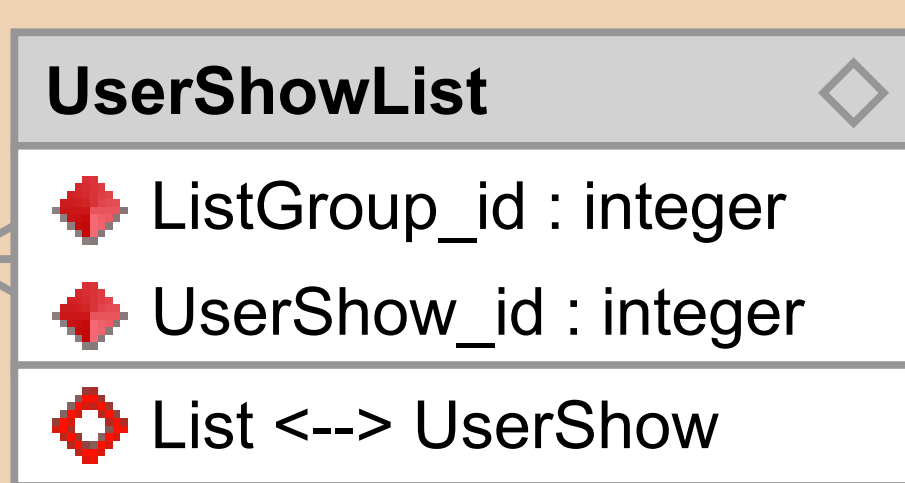 UserShowList
ListGroup_id : integer
UserShow_id : integer
List <--> UserShow